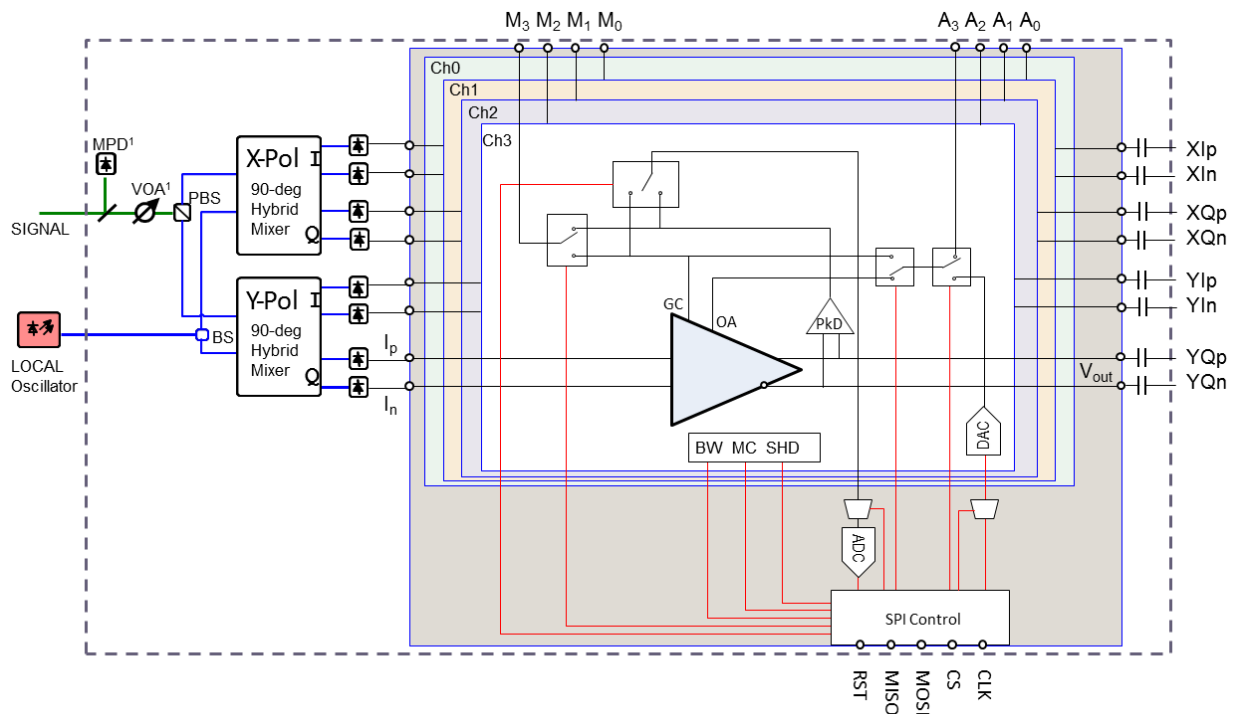 M3 M2 M1 M0
A3 A2 A1 A0
Ch0
Ch1
Ch2
Ch3
MPD1
VOA1
PBS
SIGNAL
X-Pol I
90-deg
Hybrid
Mixer
Q
Y-Pol I
90-deg
Hybrid
Mixer
Q
BS
LOCAL
Oscillator
Ip
In
GC
OA
PkD
Vout
XIp
XIn
XQp
XQn
YIp
YIn
YQp
YQn
BW MC SHD
DAC
ADC
SPI Control
RST
MISO
MOSI
CS
CLK